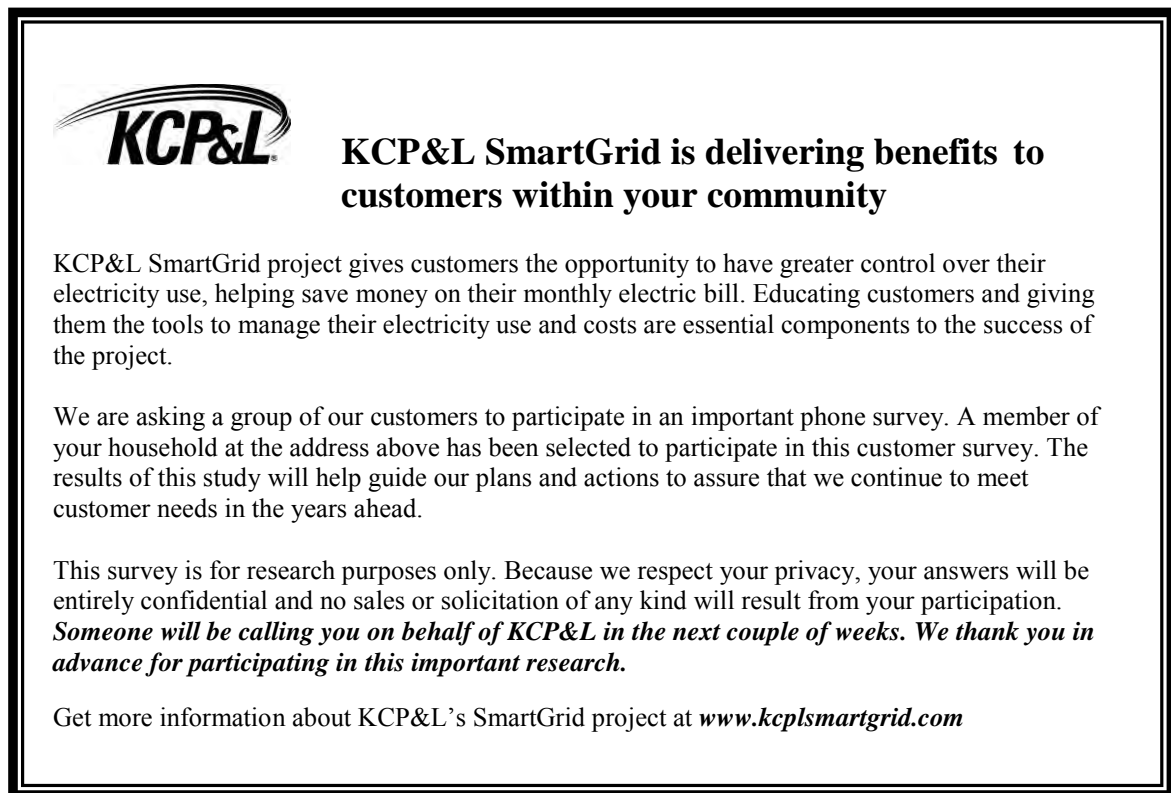 KCP&L
KCP&L SmartGrid is delivering benefits to
customers within your community
KCP&L SmartGrid project gives customers the opportunity to have greater control over their
electricity use, helping save money on their monthly electric bill. Educating customers and giving
them the tools to manage their electricity use and costs are essential components to the success of
the project.
We are asking a group of our customers to participate in an important phone survey. A member of
your household at the address above has been selected to participate in this customer survey. The
results of this study will help guide our plans and actions to assure that we continue to meet
customer needs in the years ahead.
This survey is for research purposes only. Because we respect your privacy, your answers will be
entirely confidential and no sales or solicitation of any kind will result from your participation.
Someone will be calling you on behalf of KCP&L in the next couple of weeks. We thank you in
advance for participating in this important research.
Get more information about KCP&L’s SmartGrid project at www.kcplsmartgrid.com